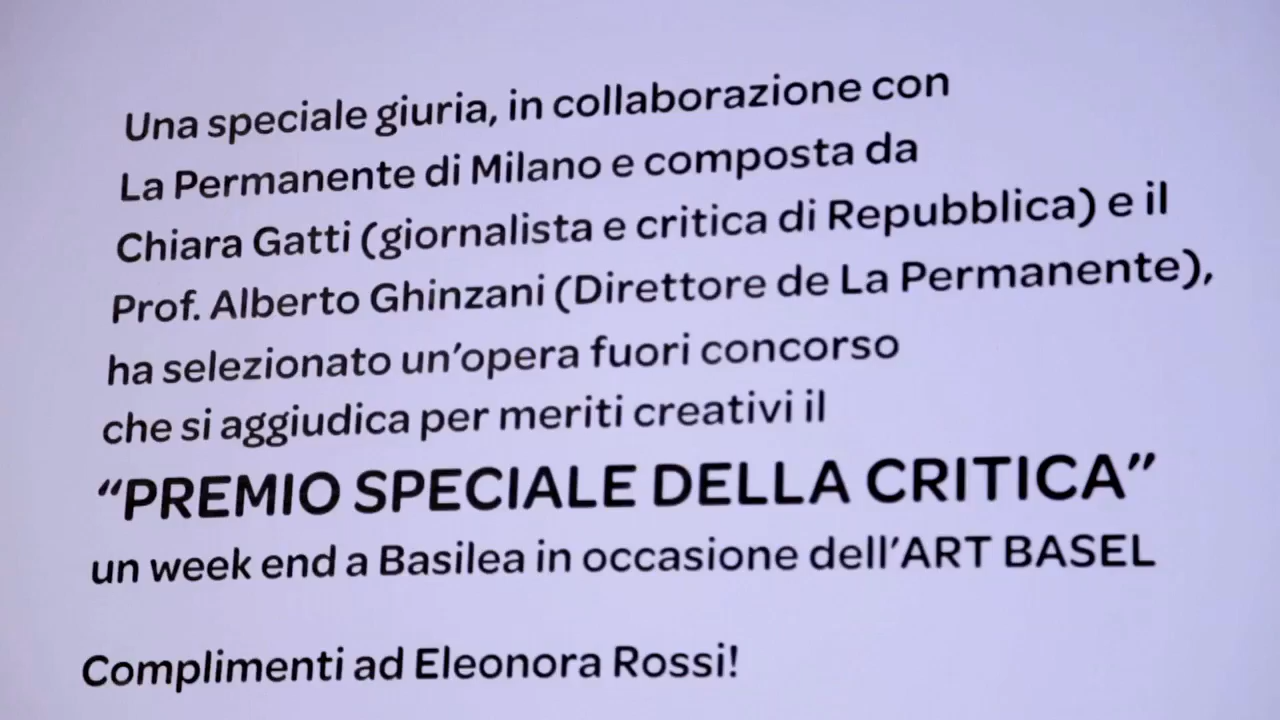 Una speciale giuria, in collaborazione con
La Permanente di Milano e composta da
Chiara Gatti (giornalista e critica di Repubblica) e il
Prof. Alberto Ghinzani (Direttore de La Permanente),
ha selezionato un’opera fuori concorso
che si aggiudica per meriti creativi il
“PREMIO SPECIALE DELLA CRITICA”
un week end a Basilea in occasione dell’ART BASEL
Complimenti ad Eleonora Rossi!